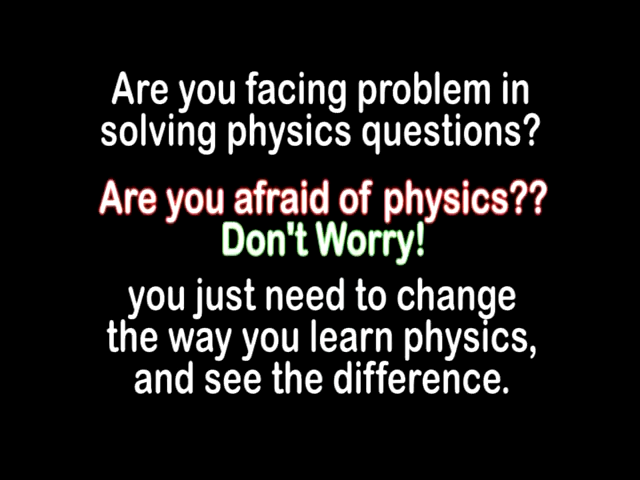 Are you facing problem in
solving physics questions?
Are you afraid of physics??
Don't Worry!
you just need to change
the way you learn physics,
and see the difference.